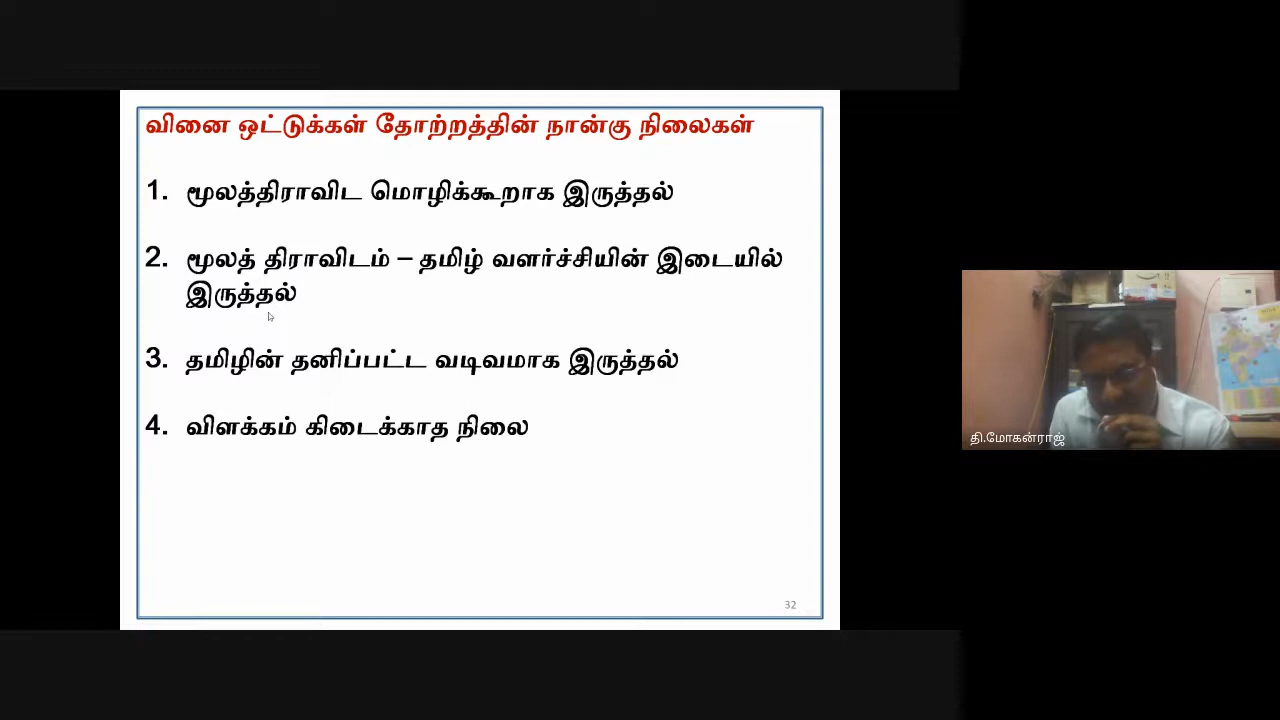 வினை ஒட்டுக்கள் தோற்றத்தின் நான்கு நிலைகள்
1. மூலத்திராவிட மொழிக்கூறாக இருத்தல்
2. மூலத் திராவிடம் – தமிழ் வளர்ச்சியின் இடையில்
இருத்தல்
3. தமிழின் தனிப்பட்ட வடிவமாக இருத்தல்
4. விளக்கம் கிடைக்காத நிலை
32
தி.மோகன்ராஜ்